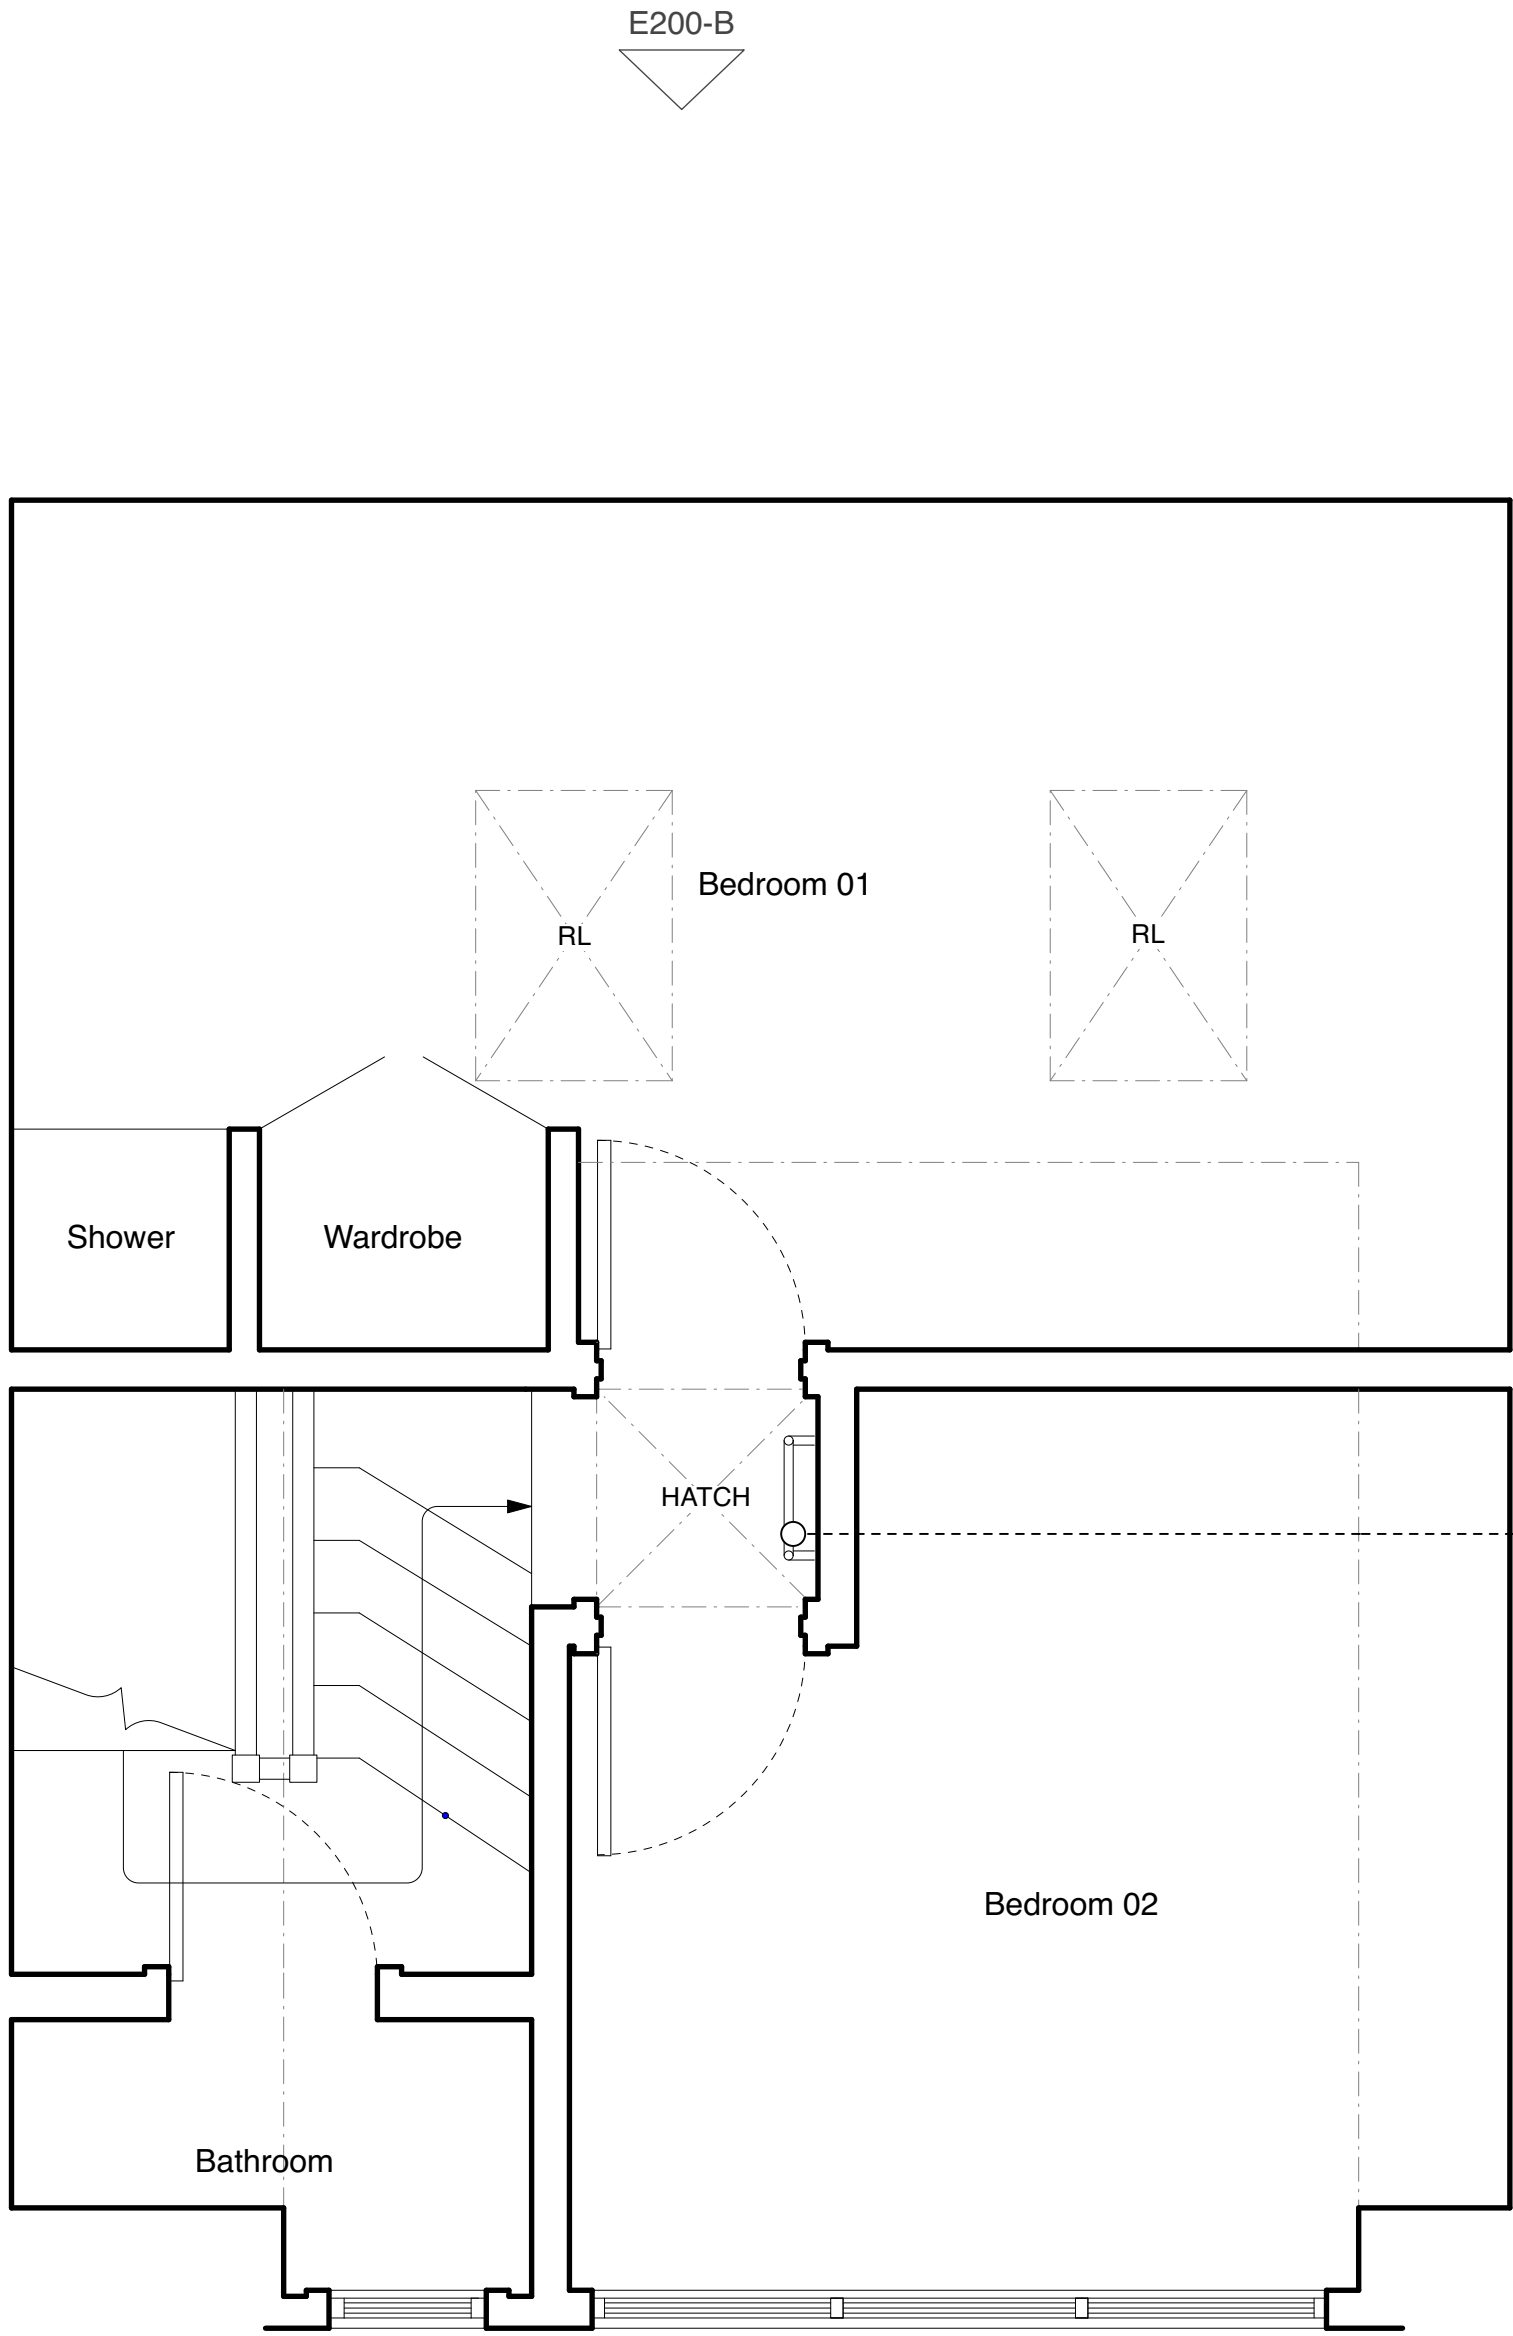 E200-B
Bedroom 01
RL
RL
Shower
Wardrobe
HATCH
Bedroom 02
Bathroom